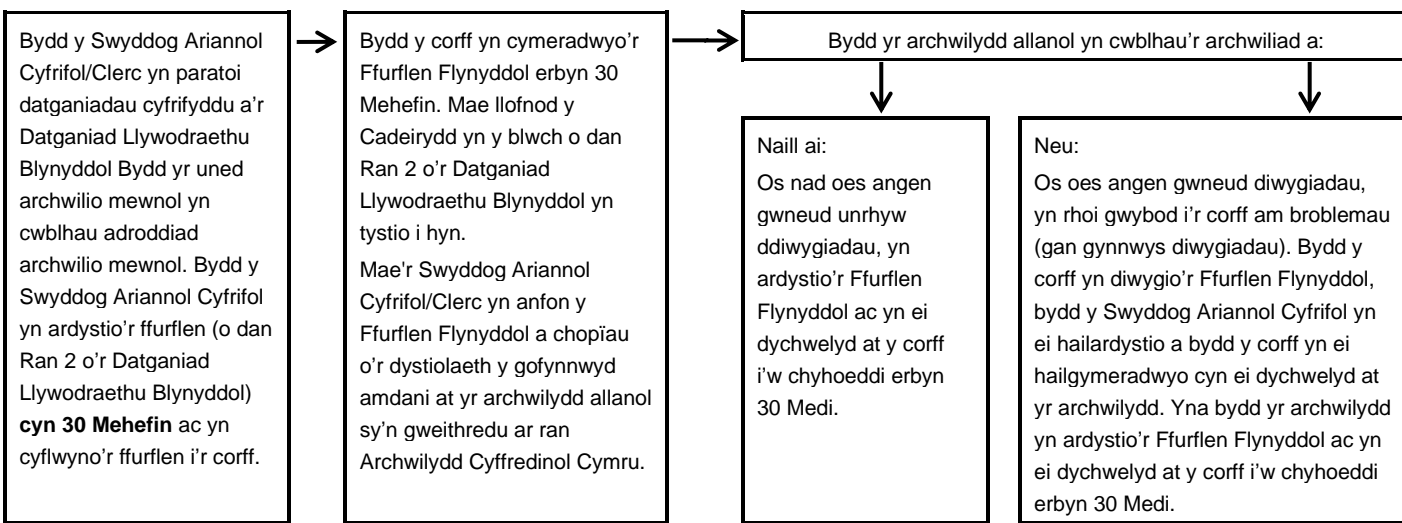 Bydd y Swyddog Ariannol
Cyfrifol/Clerc yn paratoi
datganiadau cyfrifyddu a'r
Datganiad Llywodraethu
Blynyddol Bydd yr uned
archwilio mewnol yn
cwblhau adroddiad
archwilio mewnol. Bydd y
Swyddog Ariannol Cyfrifol
yn ardystio'r ffurflen (o dan
Ran 2 o'r Datganiad
Llywodraethu Blynyddol)
cyn 30 Mehefin ac yn
cyflwyno'r ffurflen i'r corff.
Bydd y corff yn cymeradwyo'r
Ffurflen Flynyddol erbyn 30
Mehefin. Mae llofnod y
Cadeirydd yn y blwch o dan
Ran 2 o'r Datganiad
Llywodraethu Blynyddol yn
tystio i hyn.
Mae'r Swyddog Ariannol
Cyfrifol/Clerc yn anfon y
Ffurflen Flynyddol a chopïau
o'r dystiolaeth y gofynnwyd
amdani at yr archwilydd allanol
sy'n gweithredu ar ran
Archwilydd Cyffredinol Cymru.
Bydd yr archwilydd allanol yn cwblhau'r archwiliad a:
Naill ai:
Os nad oes angen
gwneud unrhyw
ddiwygiadau, yn
ardystio'r Ffurflen
Flynyddol ac yn ei
dychwelyd at y corff
i'w chyhoeddi erbyn
30 Medi.
Neu:
Os oes angen gwneud diwygiadau,
yn rhoi gwybod i'r corff am broblemau
(gan gynnwys diwygiadau). Bydd y
corff yn diwygio'r Ffurflen Flynyddol,
bydd y Swyddog Ariannol Cyfrifol yn
ei hailardystio a bydd y corff yn ei
hailgymeradwyo cyn ei dychwelyd at
yr archwilydd. Yna bydd yr archwilydd
yn ardystio'r Ffurflen Flynyddol ac yn
ei dychwelyd at y corff i'w chyhoeddi
erbyn 30 Medi.